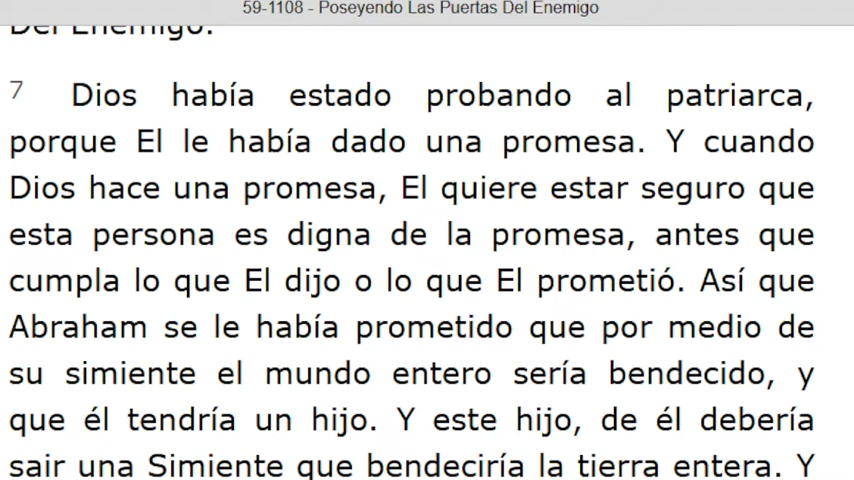 59-1108 - Poseyendo Las Puertas Del Enemigo
Del Enemigo.
7 Dios había estado probando al patriarca,
porque El le había dado una promesa. Y cuando
Dios hace una promesa, El quiere estar seguro que
esta persona es digna de la promesa, antes que
cumpla lo que El dijo o lo que El prometió. Así que
Abraham se le había prometido que por medio de
su simiente el mundo entero sería bendecido, y
que él tendría un hijo. Y este hijo, de él debería
sair una Simiente que bendeciría la tierra entera. Y